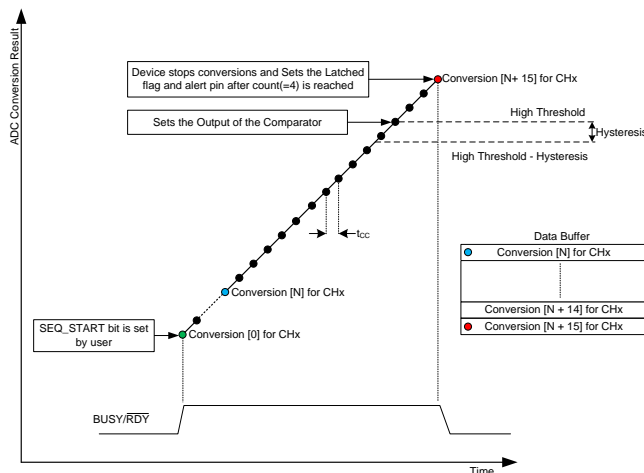 ADC Conversion Result
Device stops conversions and Sets the Latched
flag and alert pin after count(=4) is reached
Conversion [N+ 15] for CHx
Sets the Output of the Comparator
High Threshold
Hysteresis
High Threshold - Hysteresis
tCC
Data Buffer
Conversion [N] for CHx
Conversion [N + 14] for CHx
Conversion [N + 15] for CHx
Conversion [N] for CHx
SEQ_START bit is set
by user
Conversion [0] for CHx
BUSY/RDY
Time